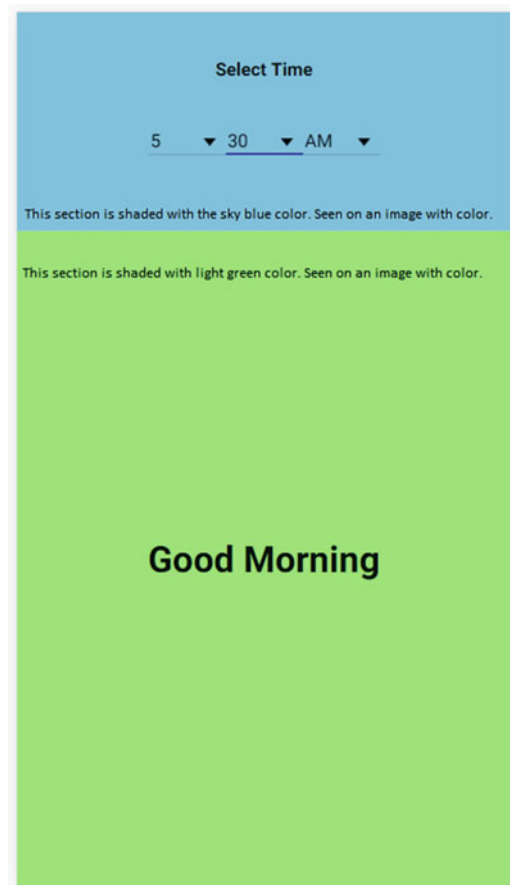 Select Time
5 30 AM
This section is shaded with the sky blue color. Seen on an image with color.
This section is shaded with light green color. Seen on an image with color.
Good Morning